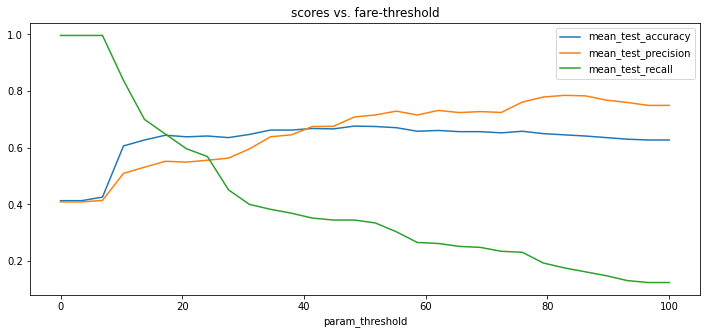 scores vs. fare-threshold
mean_test_accuracy
mean_test_precision
mean_test_recall
1.0
0.8
0.6
0.4
0.2
0 20 40 60 80 100
param_threshold